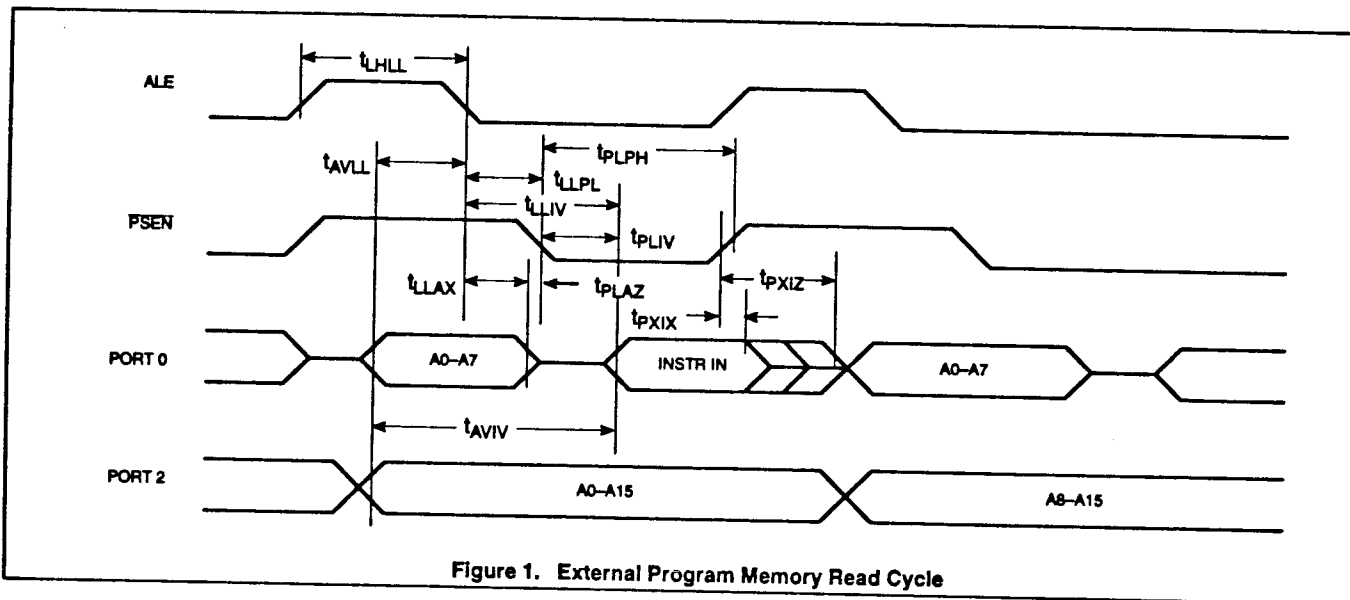 ALE
tLHLL
tAVLL
tPLPH
tLLPL
tLLIV
PSEN
tPLIV
tLLAX
tPLAZ
tPXIZ
tPXIX
PORT 0
A0–A7
INSTR IN
A0–A7
tAVIV
PORT 2
A0–A15
A8–A15
Figure 1. External Program Memory Read Cycle